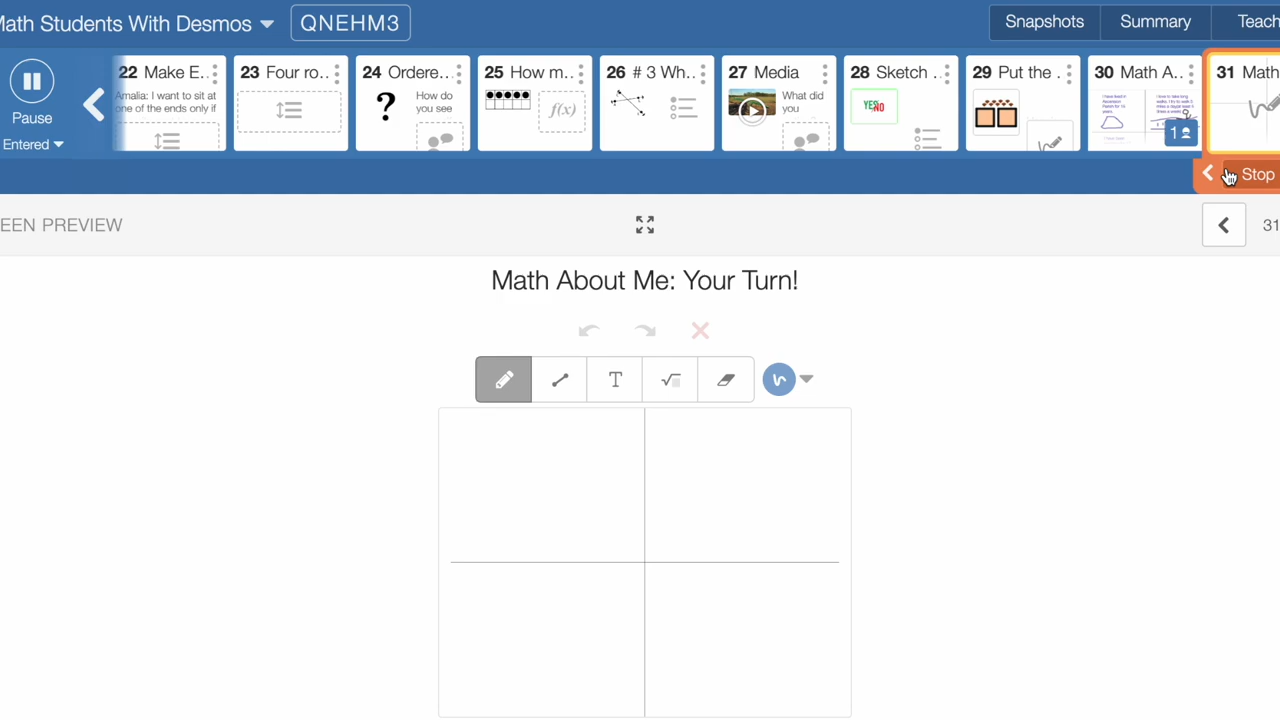 Math Students With Desmos
QNEHM3
Snapshots
Summary
Teach
Pause
Entered
22 Make E..
Amalia: I want to sit at
one of the ends only if
23 Four ro..
24 Ordere...
How do
you see
25 How m..
f(x)
26 # 3 Wh..
27 Media
What did
you
28 Sketch ..
YES
NO
29 Put the .
30 Math A..
1
31 Math
Stop
EEN PREVIEW
31
Math About Me: Your Turn!
T